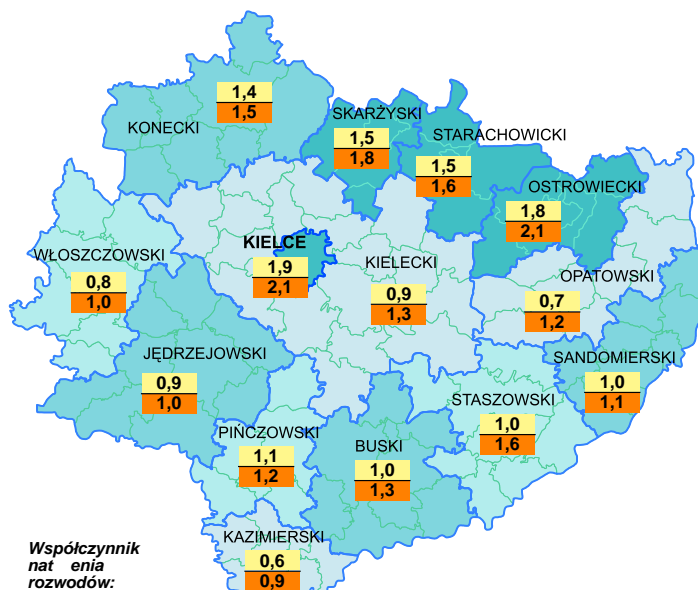 1,4
1,5
KONECKI
SKARŻYSKI
1,5
1,8
STARACHOWICKI
1,5
1,6
OSTROWIECKI
1,8
2,1
WŁOSZCZOWSKI
0,8
1,0
KIELCE
1,9
2,1
KIELECKI
0,9
1,3
OPATOWSKI
0,7
1,2
JĘDRZEJOWSKI
0,9
1,0
SANDOMIERSKI
1,0
1,1
STASZOWSKI
1,0
1,6
PIŃCZOWSKI
1,1
1,2
BUSKI
1,0
1,3
KAZIMIERSKI
0,6
0,9
Współczynnik
nat enia
rozwodów: